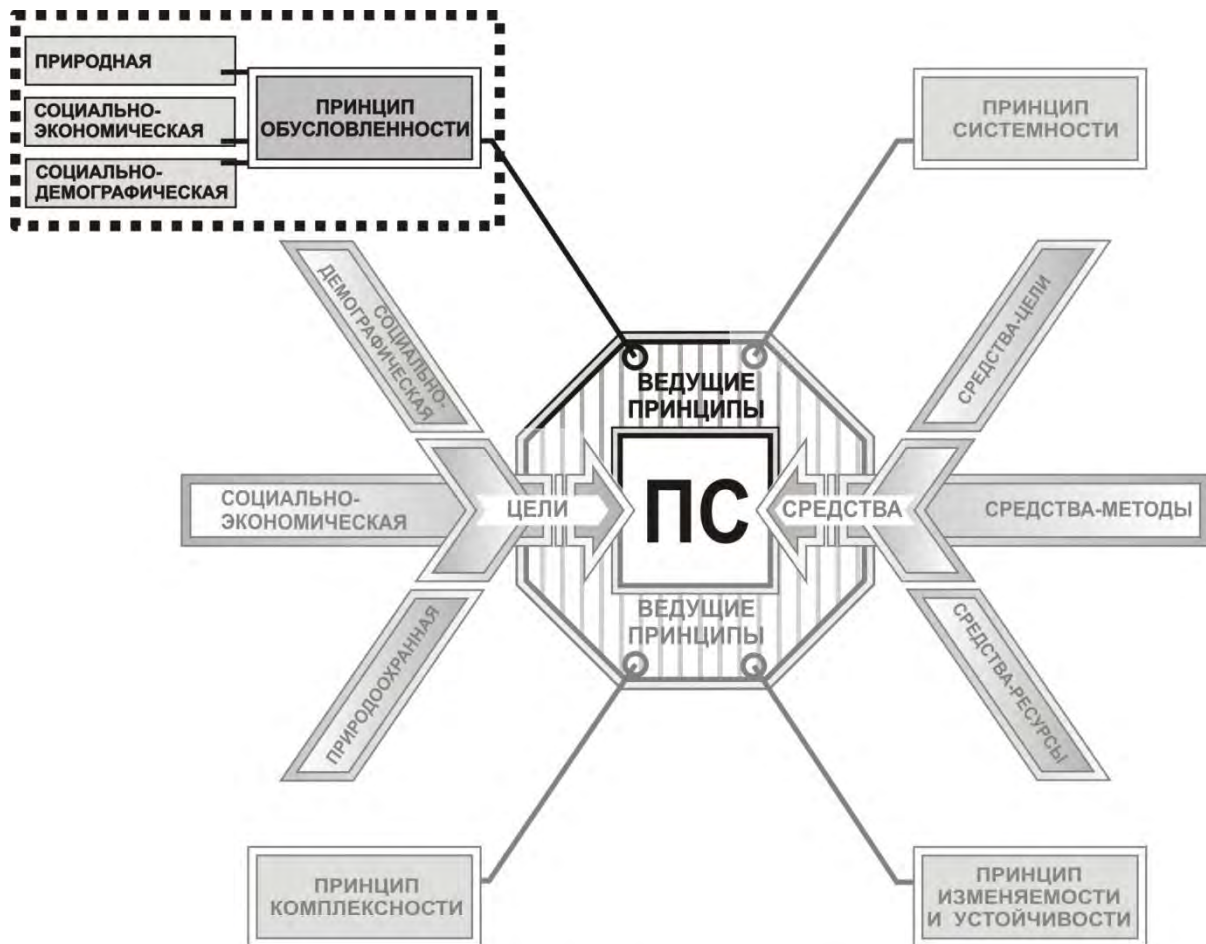 ПРИРОДНАЯ
СОЦИАЛЬНО-
ЭКОНОМИЧЕСКАЯ
СОЦИАЛЬНО-
ДЕМОГРАФИЧЕСКАЯ
ПРИНЦИП
ОБУСЛОВЛЕННОСТИ
ПРИНЦИП
СИСТЕМНОСТИ
СОЦИАЛЬНО-
ДЕМОГРАФИЧЕСКАЯ
СОЦИАЛЬНО-
ЭКОНОМИЧЕСКАЯ
ПРИРОДООХРАННАЯ
ЦЕЛИ
ВЕДУЩИЕ
ПРИНЦИПЫ
ПС
ВЕДУЩИЕ
ПРИНЦИПЫ
СРЕДСТВА
СРЕДСТВА-ЦЕЛИ
СРЕДСТВА-МЕТОДЫ
СРЕДСТВА-РЕСУРСЫ
ПРИНЦИП
КОМПЛЕКСНОСТИ
ПРИНЦИП
ИЗМЕНЯЕМОСТИ
И УСТОЙЧИВОСТИ